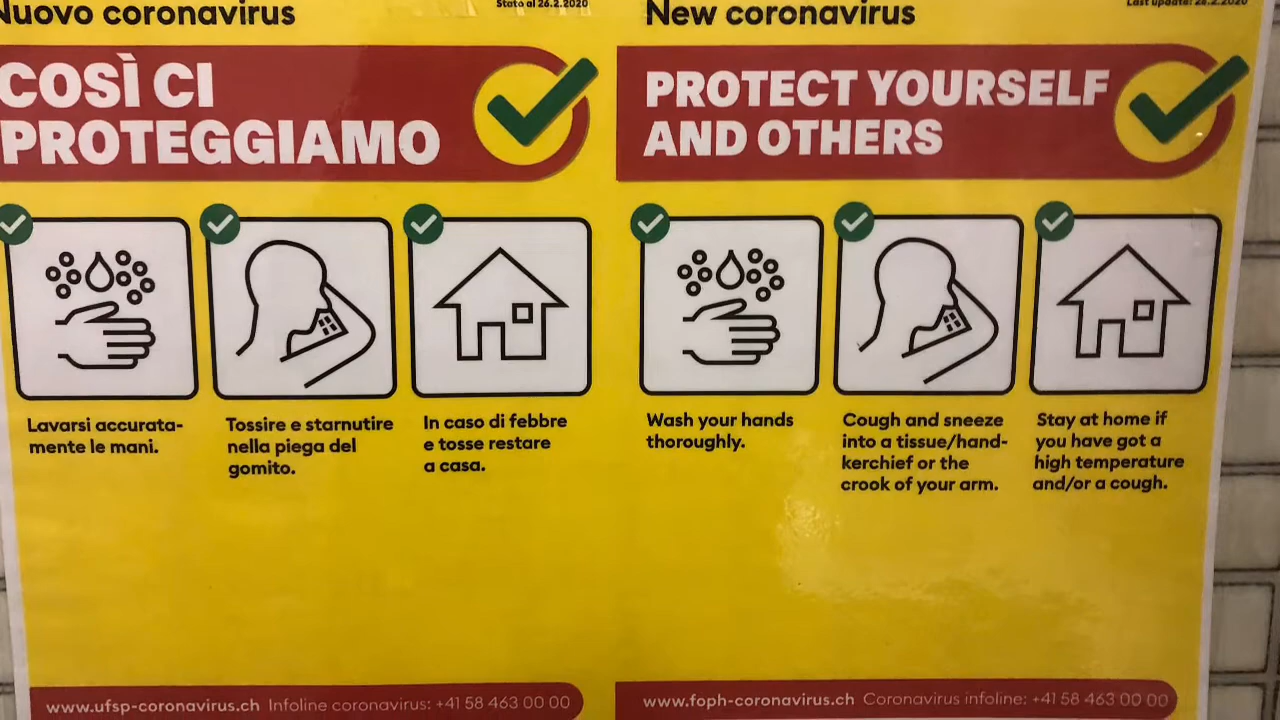 Nuovo coronavirus
Stato al 26.2.2020
COSÌ CI
PROTEGGIAMO
Lavarsi accurata-
mente le mani.
Tossire e starnutire
nella piega del
gomito.
In caso di febbre
e tosse restare
a casa.
www.ufsp-coronavirus.ch Infoline coronavirus: +41 58 463 00 00
New coronavirus
Last update: 26.2.2020
PROTECT YOURSELF
AND OTHERS
Wash your hands
thoroughly.
Cough and sneeze
into a tissue/hand-
kerchief or the
crook of your arm.
Stay at home if
you have got a
high temperature
and/or a cough.
www.foph-coronavirus.ch Coronavirus infoline: +41 58 463 00 00